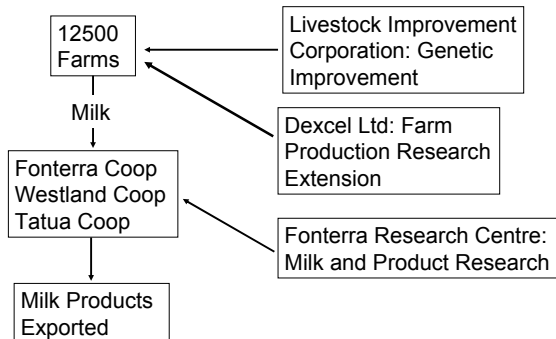 12500
Farms
Livestock Improvement
Corporation: Genetic
Improvement
Milk
Dexcel Ltd: Farm
Production Research
Extension
Fonterra Coop
Westland Coop
Tatua Coop
Fonterra Research Centre:
Milk and Product Research
Milk Products
Exported